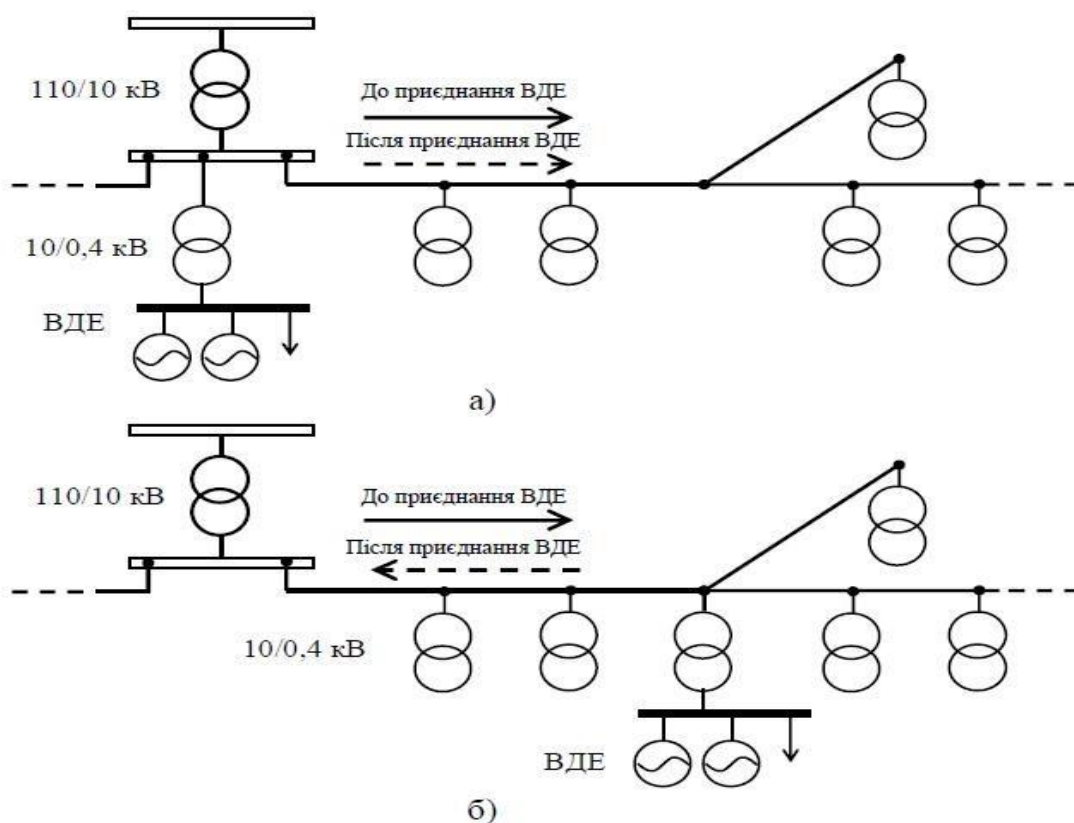 110/10 кВ
До приєднання ВДЕ
Після приєднання ВДЕ
10/0,4 кВ
ВДЕ
а)
110/10 кВ
До приєднання ВДЕ
Після приєднання ВДЕ
10/0,4 кВ
ВДЕ
б)